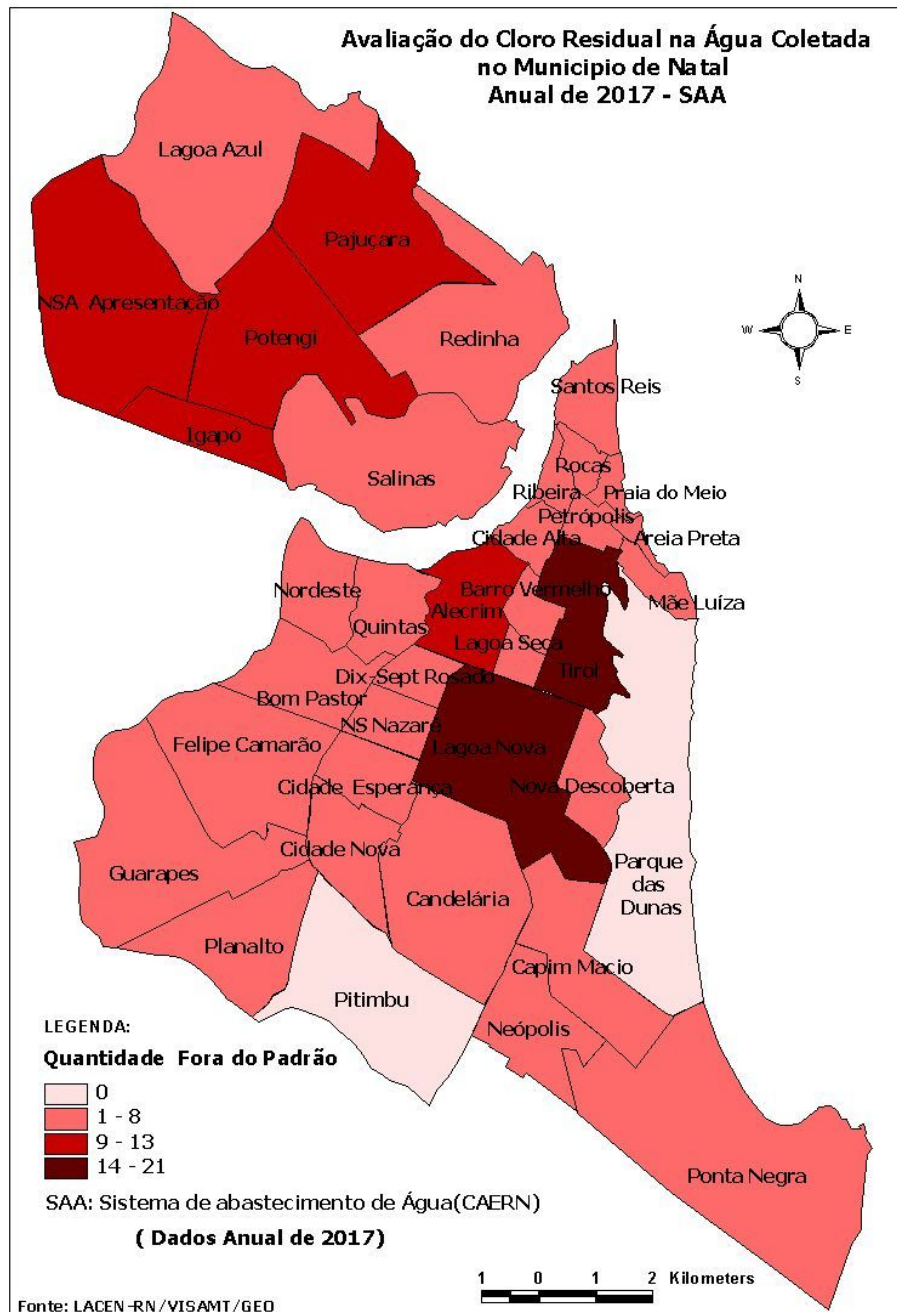 Avaliação do Cloro Residual na Água Coletada
no Municipio de Natal
Anual de 2017 - SAA
Lagoa Azul
Pajuçara
NSA Apresentação
Potengi
Redinha
Igapó
Salinas
N
W
E
S
Santos Reis
Rocas
Ribeira
Praia do Meio
Petrópolis
Cidade Alta
Areia Preta
Nordeste
Barro Vermelho
Mãe Luíza
Alecrim
Quintas
Lagoa Seca
Dix-Sept Rosado
Tirol
Bom Pastor
NS Nazaré
Felipe Camarão
Lagoa Nova
Cidade Esperança
Nova Descoberta
Cidade Nova
Guarapes
Parque
das
Dunas
Candelária
Planalto
Capim Macio
Pitimbu
Neópolis
Ponta Negra
LEGENDA:
Quantidade Fora do Padrão
0
1 - 8
9 - 13
14 - 21
SAA: Sistema de abastecimento de Água(CAERN)
( Dados Anual de 2017)
1 0 1 2 Kilometers
Fonte: LACEN-RN/VISAMT/GEO